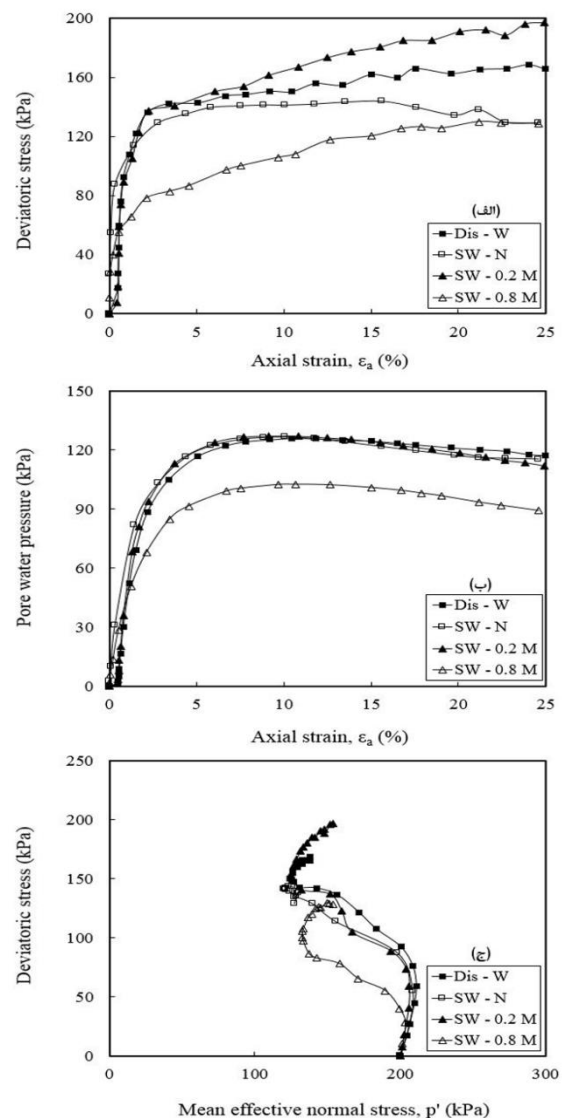 200
160
120
80
40
0
Deviatoric stress (kPa)
(الف)
Dis - W
SW - N
SW - 0.2 M
SW - 0.8 M
0 5 10 15 20 25
Axial strain, εa (%)
150
120
90
60
30
0
Pore water pressure (kPa)
(ب)
Dis - W
SW - N
SW - 0.2 M
SW - 0.8 M
0 5 10 15 20 25
Axial strain, εa (%)
250
200
150
100
50
0
Deviatoric stress (kPa)
(ج)
Dis - W
SW - N
SW - 0.2 M
SW - 0.8 M
0 100 200 300
Mean effective normal stress, p' (kPa)